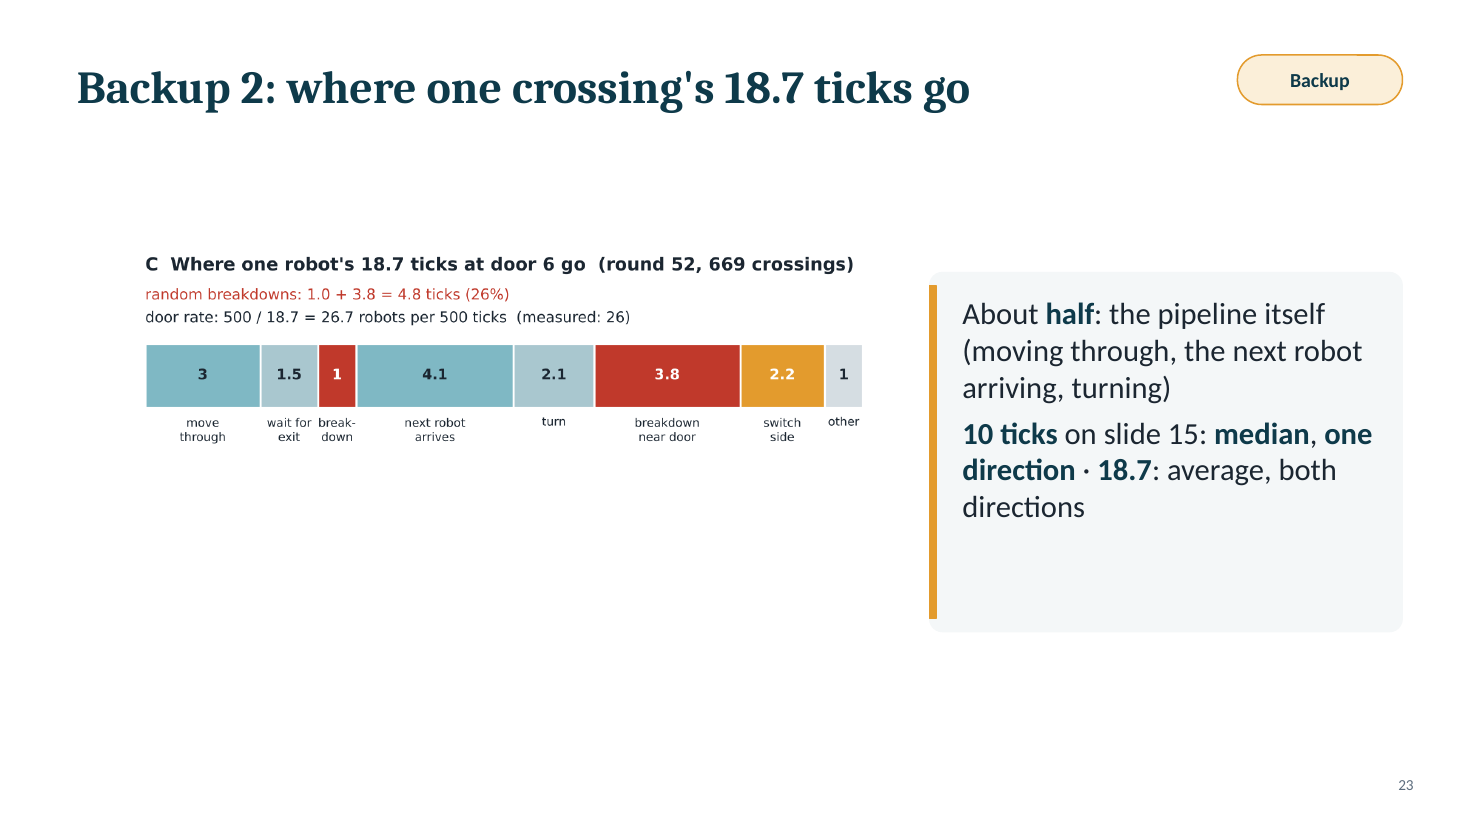 Backup 2: where one crossing's 18.7 ticks go
Backup
C  Where one robot's 18.7 ticks at door 6 go  (round 52, 669 crossings)
random breakdowns: 1.0 + 3.8 = 4.8 ticks (26%)
door rate: 500 / 18.7 = 26.7 robots per 500 ticks  (measured: 26)
3 1.5 1 4.1 2.1 3.8 2.2 1
move wait for break- next robot turn breakdown switch other
through exit down arrives near door side
About half: the pipeline itself
(moving through, the next robot
arriving, turning)
10 ticks on slide 15: median, one
direction · 18.7: average, both
directions
23